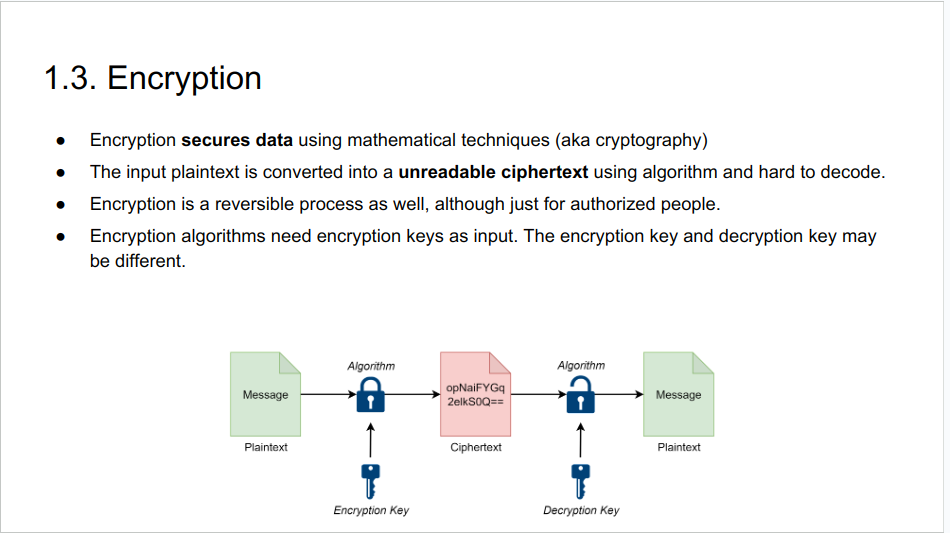 1.3. Encryption
● Encryption secures data using mathematical techniques (aka cryptography)
● The input plaintext is converted into a unreadable ciphertext using algorithm and hard to decode.
● Encryption is a reversible process as well, although just for authorized people.
● Encryption algorithms need encryption keys as input. The encryption key and decryption key may
be different.
Algorithm
Algorithm
Message
opNaiFYGq
2elkS0Q==
Message
Plaintext
Ciphertext
Plaintext
Encryption Key
Decryption Key